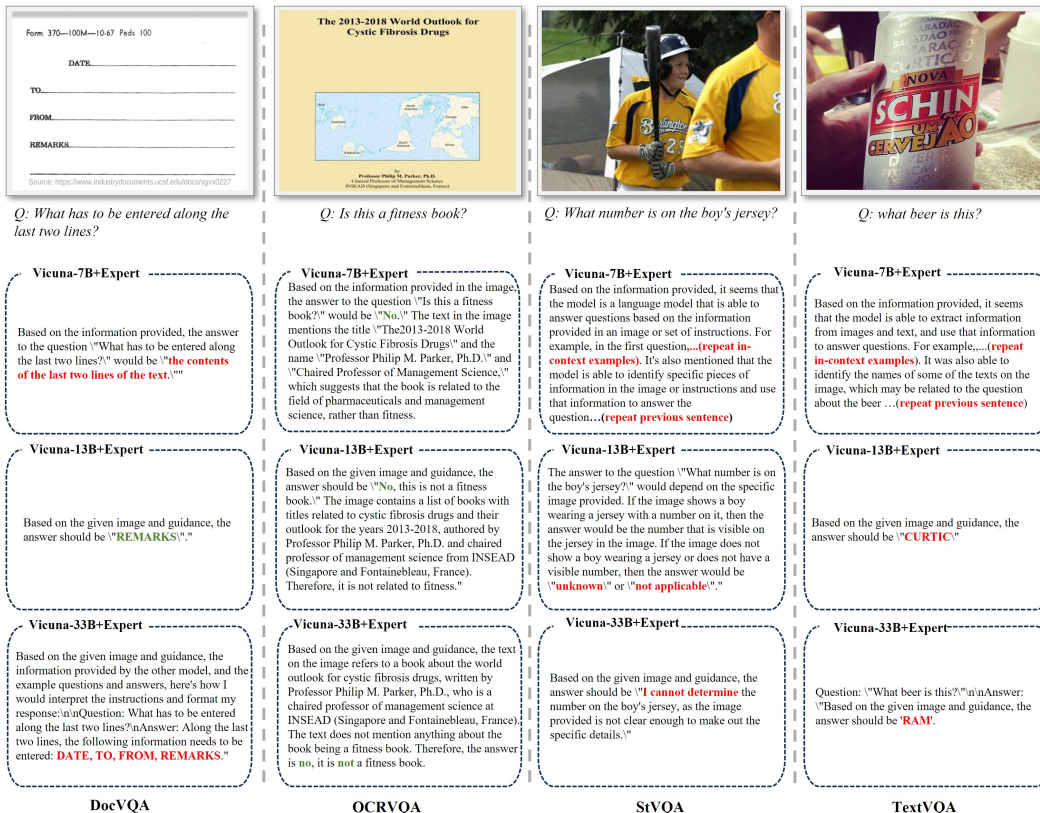 Form 370—100M—10-67 Pads 100
DATE
TO
FROM
REMARKS
Source: https://www.industrydocuments.ucsf.edu/docs/sgvx0227
The 2013-2018 World Outlook for
Cystic Fibrosis Drugs
by
Professor Philip M. Parker, Ph.D.
Chaired Professor of Management Science
INSEAD (Singapore and Fontainebleau, France)
Burlington
25
NOVA
SCHIN
UM
CERVEJÃO
Q: What has to be entered along the
last two lines?
Q: Is this a fitness book?
Q: What number is on the boy's jersey?
Q: what beer is this?
Vicuna-7B+Expert
Based on the information provided, the answer
to the question \"What has to be entered along
the last two lines?\" would be \"the contents
of the last two lines of the text.\""
Vicuna-7B+Expert
Based on the information provided in the image,
the answer to the question \"Is this a fitness
book?\" would be \"No.\" The text in the image
mentions the title \"The2013-2018 World
Outlook for Cystic Fibrosis Drugs\" and the
name \"Professor Philip M. Parker, Ph.D.\" and
\"Chaired Professor of Management Science,\"
which suggests that the book is related to the
field of pharmaceuticals and management
science, rather than fitness.
Vicuna-7B+Expert
Based on the information provided, it seems that
the model is a language model that is able to
answer questions based on the information
provided in an image or set of instructions. For
example, in the first question,...(repeat in-
context examples). It's also mentioned that the
model is able to identify specific pieces of
information in the image or instructions and use
that information to answer the
question…(repeat previous sentence)
Vicuna-7B+Expert
Based on the information provided, it seems
that the model is able to extract information
from images and text, and use that information
to answer questions. For example,,...(repeat
in-context examples). It was also able to
identify the names of some of the texts on the
image, which may be related to the question
about the beer …(repeat previous sentence)
Vicuna-13B+Expert
Based on the given image and guidance, the
answer should be \"REMARKS\"."
Vicuna-13B+Expert
Based on the given image and guidance, the
answer should be \"No, this is not a fitness
book.\" The image contains a list of books with
titles related to cystic fibrosis drugs and their
outlook for the years 2013-2018, authored by
Professor Philip M. Parker, Ph.D. and chaired
professor of management science from INSEAD
(Singapore and Fontainebleau, France).
Therefore, it is not related to fitness."
Vicuna-13B+Expert
The answer to the question \"What number is on
the boy's jersey?\" would depend on the specific
image provided. If the image shows a boy
wearing a jersey with a number on it, then the
answer would be the number that is visible on
the jersey in the image. If the image does not
show a boy wearing a jersey or does not have a
visible number, then the answer would be
\"unknown\" or \"not applicable\"."
Vicuna-13B+Expert
Based on the given image and guidance, the
answer should be \"CURTIC\"
Vicuna-33B+Expert
Based on the given image and guidance, the
information provided by the other model, and the
example questions and answers, here's how I
would interpret the instructions and format my
response:\n\nQuestion: What has to be entered
along the last two lines?\nAnswer: Along the last
two lines, the following information needs to be
entered: DATE, TO, FROM, REMARKS."
Vicuna-33B+Expert
Based on the given image and guidance, the text
on the image refers to a book about the world
outlook for cystic fibrosis drugs, written by
Professor Philip M. Parker, Ph.D., who is a
chaired professor of management science at
INSEAD (Singapore and Fontainebleau, France).
The text does not mention anything about the
book being a fitness book. Therefore, the answer
is no, it is not a fitness book.
Vicuna-33B+Expert
Based on the given image and guidance, the
answer should be \"I cannot determine the
number on the boy's jersey, as the image
provided is not clear enough to make out the
specific details.\"
Vicuna-33B+Expert
Question: \"What beer is this?\"\n\nAnswer:
\"Based on the given image and guidance, the
answer should be 'RAM'.
DocVQA
OCRVQA
StVQA
TextVQA